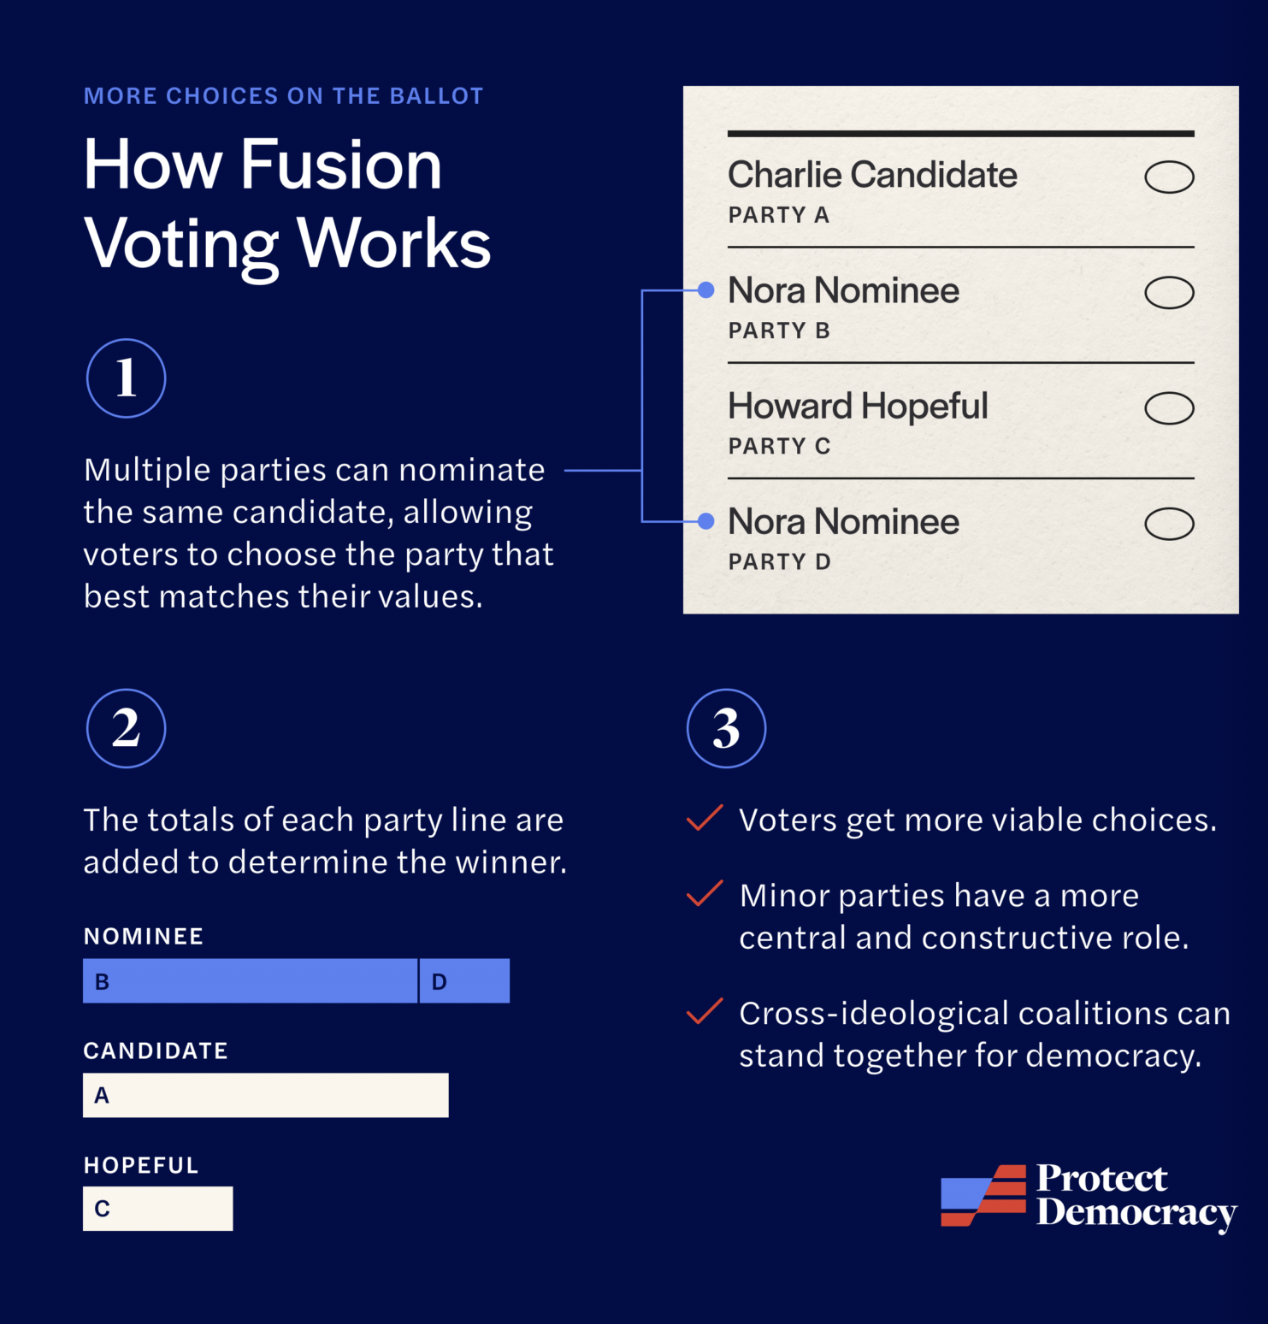 MORE CHOICES ON THE BALLOT
How Fusion
Voting Works
1
Multiple parties can nominate
the same candidate, allowing
voters to choose the party that
best matches their values.
Charlie Candidate
PARTY A
Nora Nominee
PARTY B
Howard Hopeful
PARTY C
Nora Nominee
PARTY D
2
The totals of each party line are
added to determine the winner.
NOMINEE
B D
CANDIDATE
A
HOPEFUL
C
3
Voters get more viable choices.
Minor parties have a more
central and constructive role.
Cross-ideological coalitions can
stand together for democracy.
Protect
Democracy